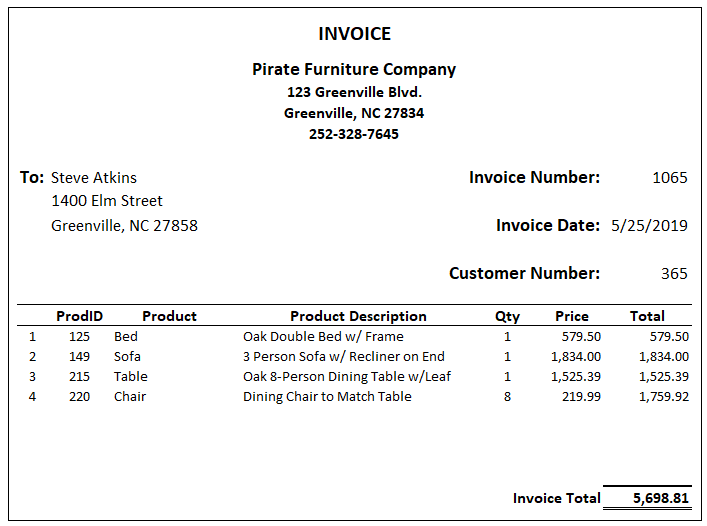 INVOICE
Pirate Furniture Company
123 Greenville Blvd.
Greenville, NC 27834
252-328-7645
To: Steve Atkins Invoice Number: 1065
1400 Elm Street
Greenville, NC 27858 Invoice Date: 5/25/2019
Customer Number: 365
ProdID Product Product Description Qty Price Total
1 125 Bed Oak Double Bed w/ Frame 1 579.50 579.50
2 149 Sofa 3 Person Sofa w/ Recliner on End 1 1,834.00 1,834.00
3 215 Table Oak 8-Person Dining Table w/Leaf 1 1,525.39 1,525.39
4 220 Chair Dining Chair to Match Table 8 219.99 1,759.92
Invoice Total 5,698.81